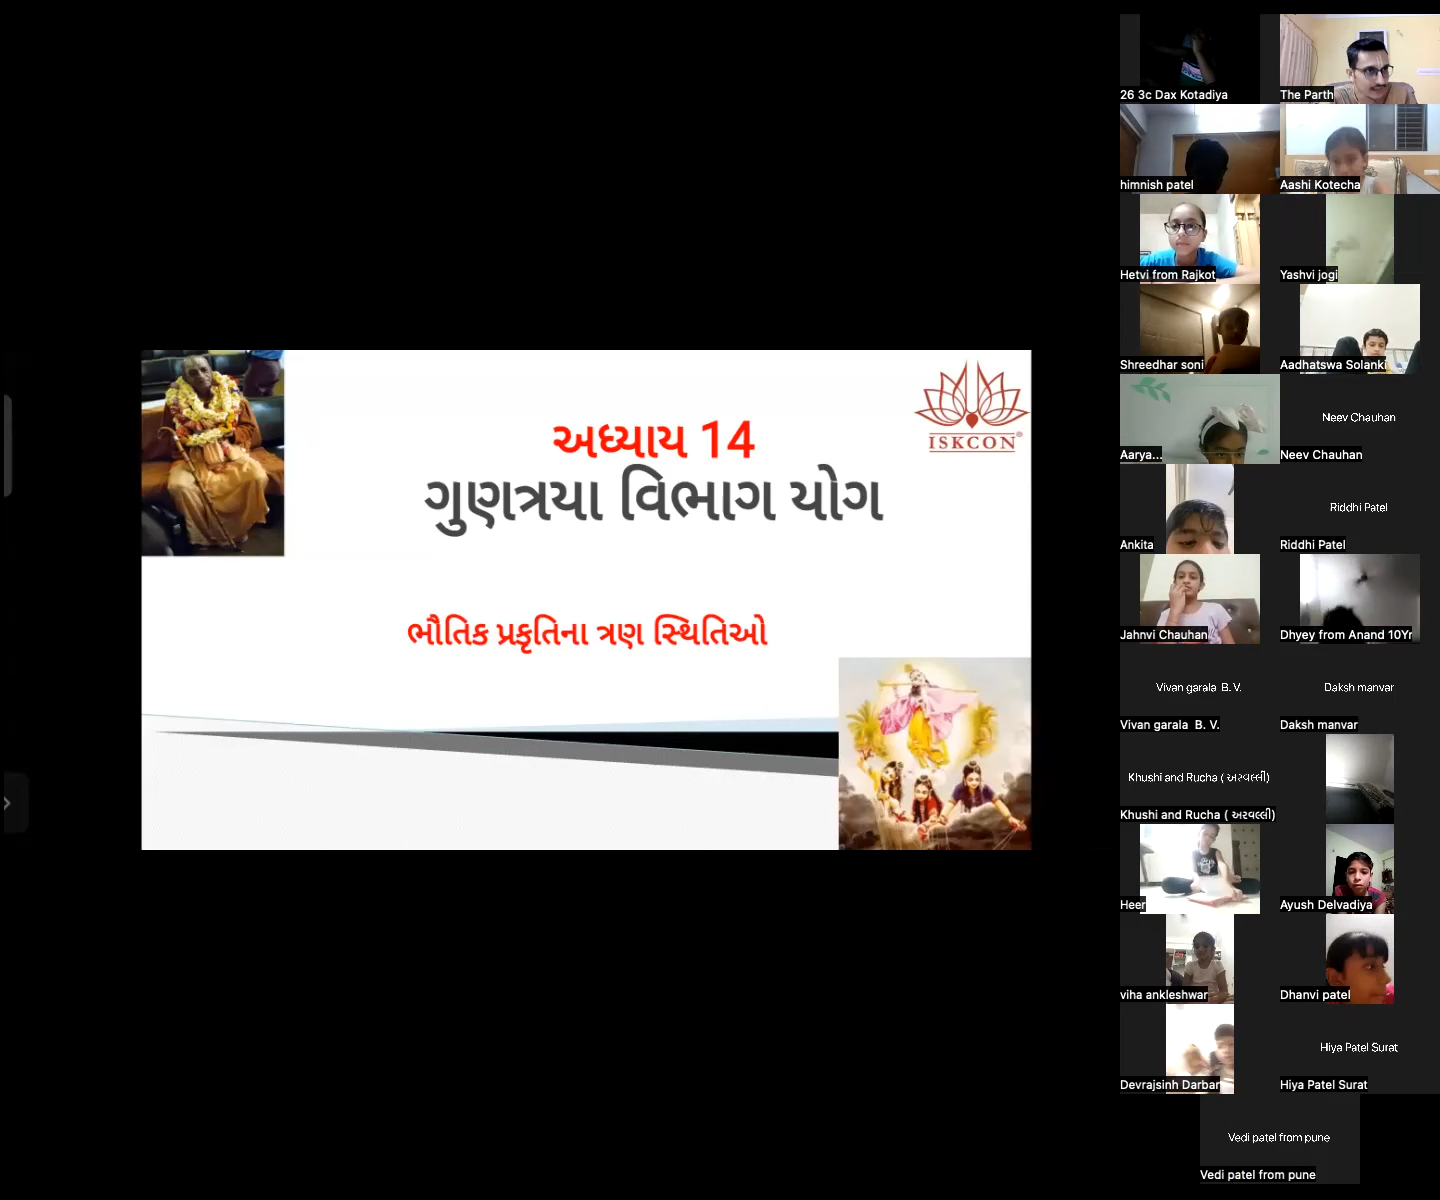 અધ્યાય 14
ગુણત્રયા વિભાગ યોગ
ISKCON®
ભૌતિક પ્રકૃતિના ત્રણ સ્થિતિઓ
26 3c Dax Kotadiya
The Parth
himnish patel
Aashi Kotecha
Hetvi from Rajkot
Yashvi jogi
Shreedhar soni
Aadhatswa Solanki
Aarya...
Neev Chauhan
Neev Chauhan
Ankita
Riddhi Patel
Riddhi Patel
Jahnvi Chauhan
Dhyey from Anand 10Yr
Vivan garala B. V.
Vivan garala B. V.
Daksh manvar
Daksh manvar
Khushi and Rucha ( અરવલ્લી)
Khushi and Rucha ( અરવલ્લી)
Heer
Ayush Delvadiya
viha ankleshwar
Dhanvi patel
Devrajsinh Darbar
Hiya Patel Surat
Hiya Patel Surat
Vedi patel from pune
Vedi patel from pune